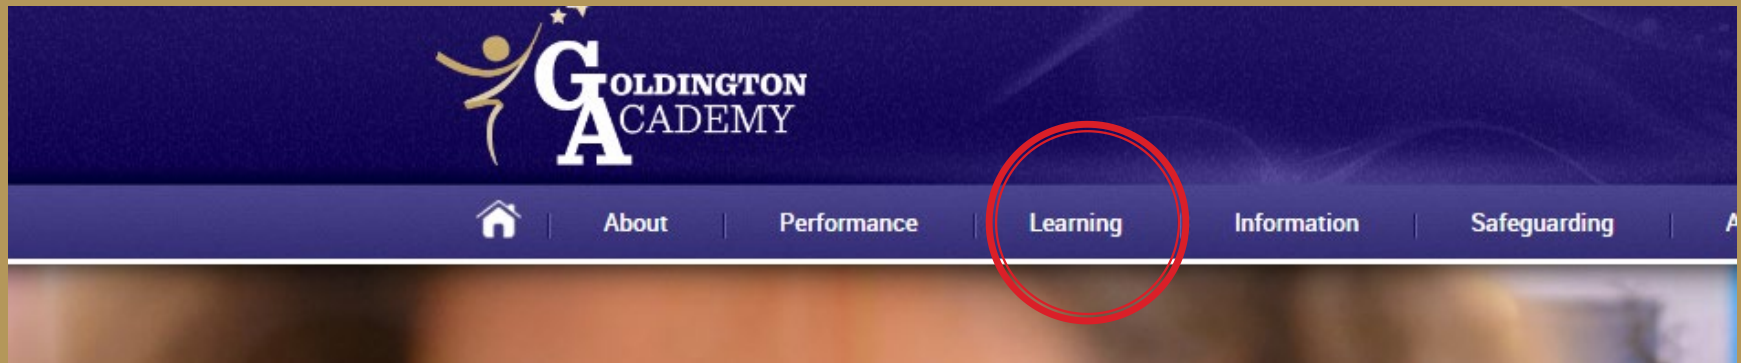 GOLDINGTON
ACADEMY
About Performance Learning Information Safeguarding